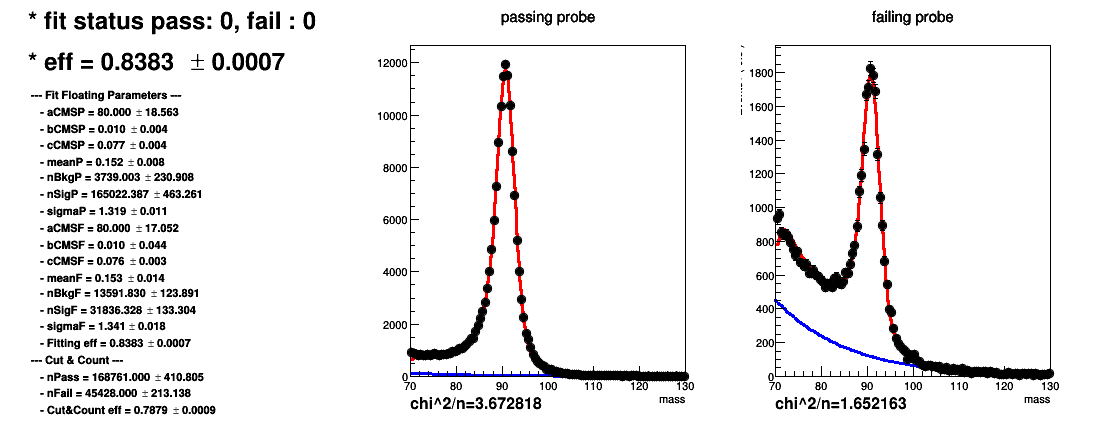 * fit status pass: 0, fail : 0
* eff = 0.8383 ± 0.0007
--- Fit Floating Parameters ---
- aCMSP = 80.000 ± 18.563
- bCMSP = 0.010 ± 0.004
- cCMSP = 0.077 ± 0.004
- meanP = 0.152 ± 0.008
- nBkgP = 3739.003 ± 230.908
- nSigP = 165022.387 ± 463.261
- sigmaP = 1.319 ± 0.011
- aCMSF = 80.000 ± 17.052
- bCMSF = 0.010 ± 0.044
- cCMSF = 0.076 ± 0.003
- meanF = 0.153 ± 0.014
- nBkgF = 13591.830 ± 123.891
- nSigF = 31836.328 ± 133.304
- sigmaF = 1.341 ± 0.018
- Fitting eff = 0.8383 ± 0.0007
--- Cut & Count ---
- nPass = 168761.000 ± 410.805
- nFail = 45428.000 ± 213.138
- Cut&Count eff = 0.7879 ± 0.0009
passing probe
12000
10000
8000
6000
4000
2000
0
70 80 90 100 110 120 130
mass
chi^2/n=3.672818
failing probe
1800
1600
1400
1200
1000
800
600
400
200
0
70 80 90 100 110 120 130
mass
chi^2/n=1.652163